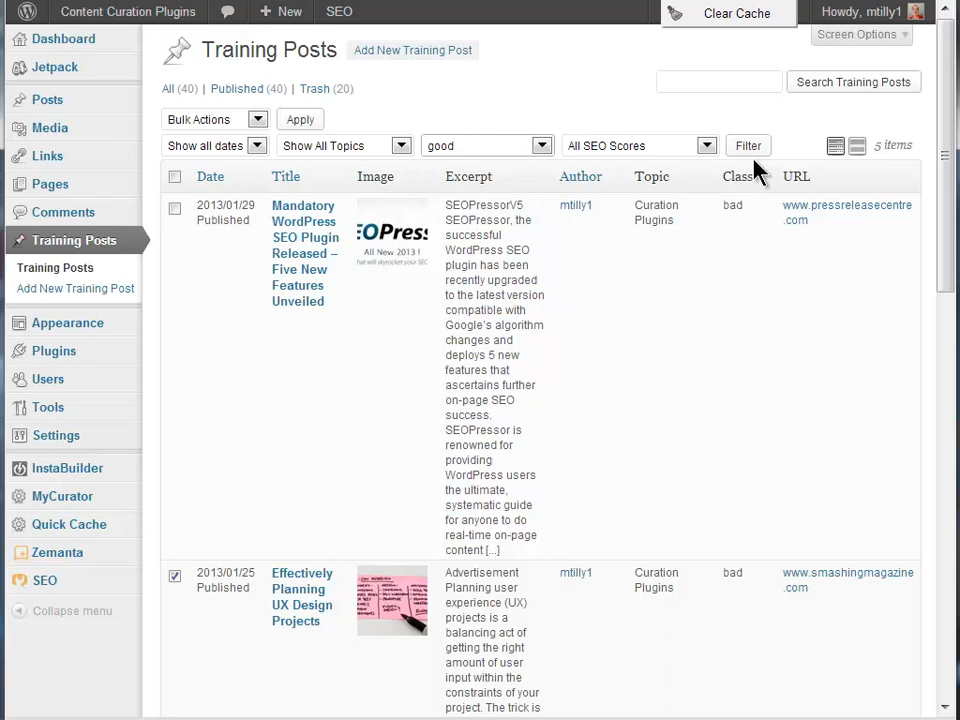 Content Curation Plugins
New
SEO
Clear Cache
Howdy, mtilly1
Dashboard
Jetpack
Posts
Media
Links
Pages
Comments
Training Posts
Training Posts
Add New Training Post
Appearance
Plugins
Users
Tools
Settings
InstaBuilder
MyCurator
Quick Cache
Zemanta
SEO
Collapse menu
Training Posts
Add New Training Post
Screen Options
All (40) | Published (40) | Trash (20)
Search Training Posts
Bulk Actions
Apply
Show all dates
Show All Topics
good
All SEO Scores
Filter
5 items
Date
Title
Image
Excerpt
Author
Topic
URL
2013/01/29
Published
Mandatory
WordPress
SEO Plugin
Released –
Five New
Features
Unveiled
EOPress
All New 2013 !
SEOPressorV5
SEOPressor, the
successful
WordPress SEO
plugin has been
recently upgraded
to the latest version
compatible with
Google's algorithm
changes and
deploys 5 new
features that
ascertains further
on-page SEO
success.
SEOPressor is
renowned for
providing
WordPress users
the ultimate,
systematic guide
for anyone to do
real-time on-page
content [...]
mtilly1
Curation
Plugins
bad
www.pressreleasecentre
.com
2013/01/25
Published
Effectively
Planning
UX Design
Projects
Advertisement
Planning user
experience (UX)
projects is a
balancing act of
getting the right
amount of user
input within the
constraints of your
project. The trick is
mtilly1
Curation
Plugins
bad
www.smashingmagazine
.com